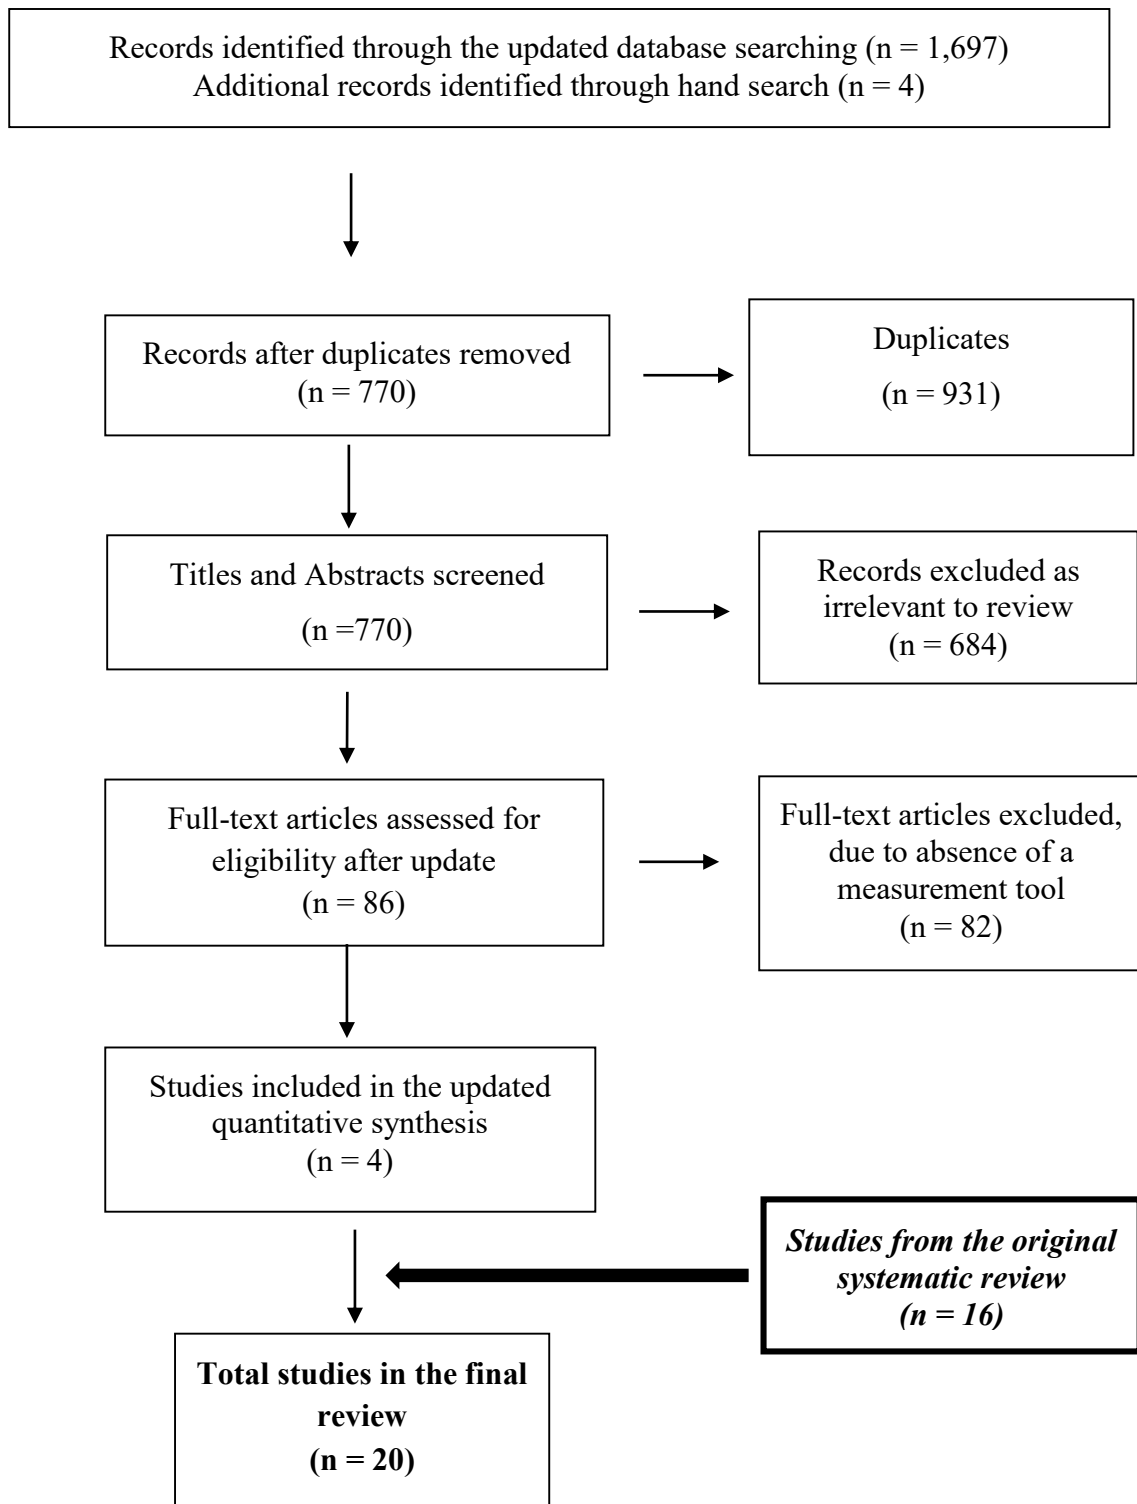 Records identified through the updated database searching (n = 1,697)
Additional records identified through hand search (n = 4)
Records after duplicates removed
(n = 770)
Duplicates
(n = 931)
Titles and Abstracts screened
(n =770)
Records excluded as
irrelevant to review
(n = 684)
Full-text articles assessed for
eligibility after update
(n = 86)
Full-text articles excluded,
due to absence of a
measurement tool
(n = 82)
Studies included in the updated
quantitative synthesis
(n = 4)
Studies from the original
systematic review
(n = 16)
Total studies in the final
review
(n = 20)